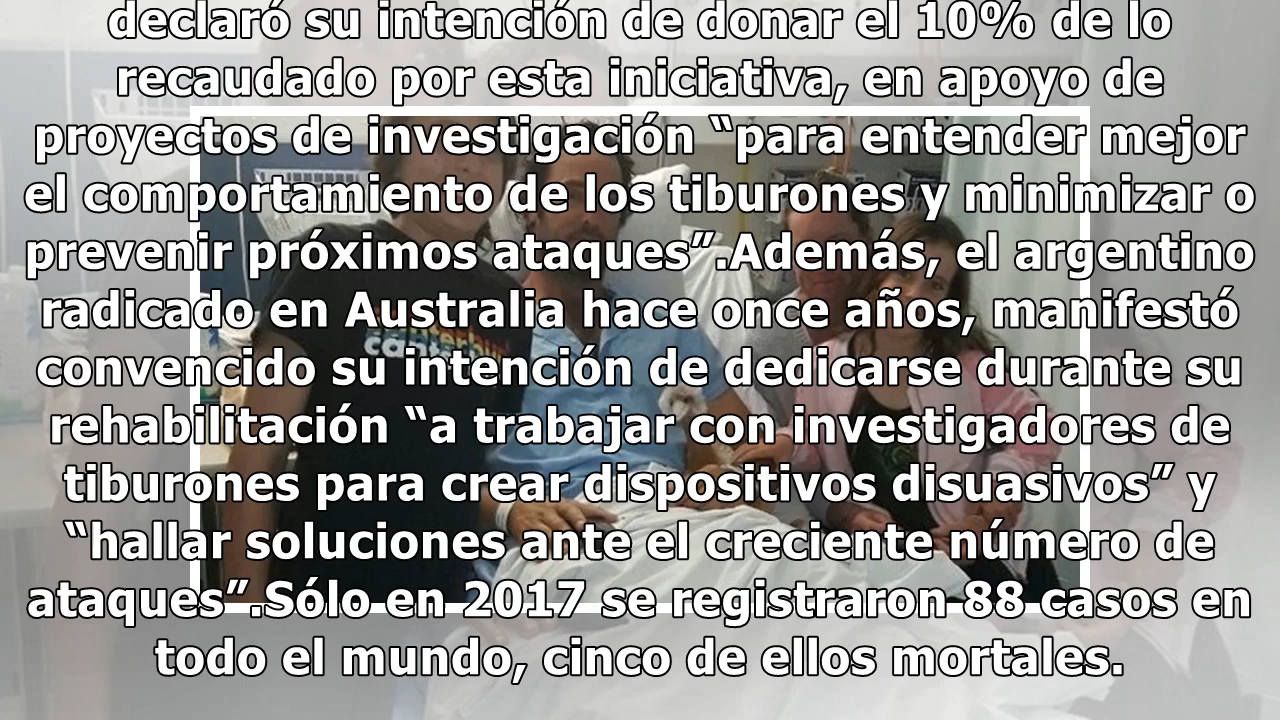 declaró su intención de donar el 10% de lo
recaudado por esta iniciativa, en apoyo de
proyectos de investigación “para entender mejor
el comportamiento de los tiburones y minimizar o
prevenir próximos ataques”.Además, el argentino
radicado en Australia hace once años, manifestó
convencido su intención de dedicarse durante su
rehabilitación “a trabajar con investigadores de
tiburones para crear dispositivos disuasivos” y
“hallar soluciones ante el creciente número de
ataques”.Sólo en 2017 se registraron 88 casos en
todo el mundo, cinco de ellos mortales.